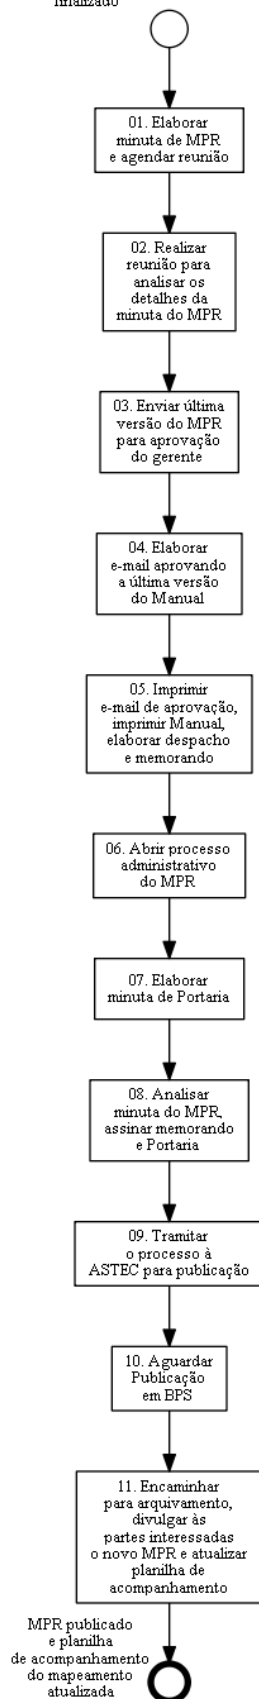 finalizado
01. Elaborar
minuta de MPR
e agendar reunião
02. Realizar
reunião para
analisar os
detalhes da
minuta do MPR
03. Enviar última
versão do MPR
para aprovação
do gerente
04. Elaborar
e-mail aprovando
a última versão
do Manual
05. Imprimir
e-mail de aprovação,
imprimir Manual,
elaborar despacho
e memorando
06. Abrir processo
administrativo
do MPR
07. Elaborar
minuta de Portaria
08. Analisar
minuta do MPR,
assinar memorando
e Portaria
09. Tramitar
o processo à
ASTEC para publicação
10. Aguardar
Publicação
em BPS
11. Encaminhar
para arquivamento,
divulgar às
partes interessadas
o novo MPR e atualizar
planilha de
acompanhamento
MPR publicado
e planilha
de acompanhamento
do mapeamento
atualizada